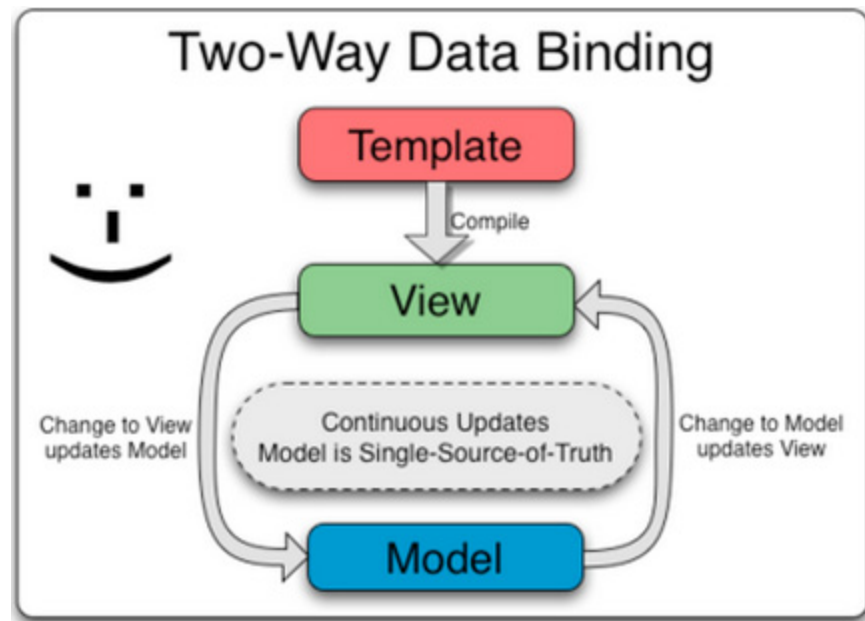 Two-Way Data Binding
Template
Compile
View
Change to View
updates Model
Continuous Updates
Model is Single-Source-of-Truth
Change to Model
updates View
Model